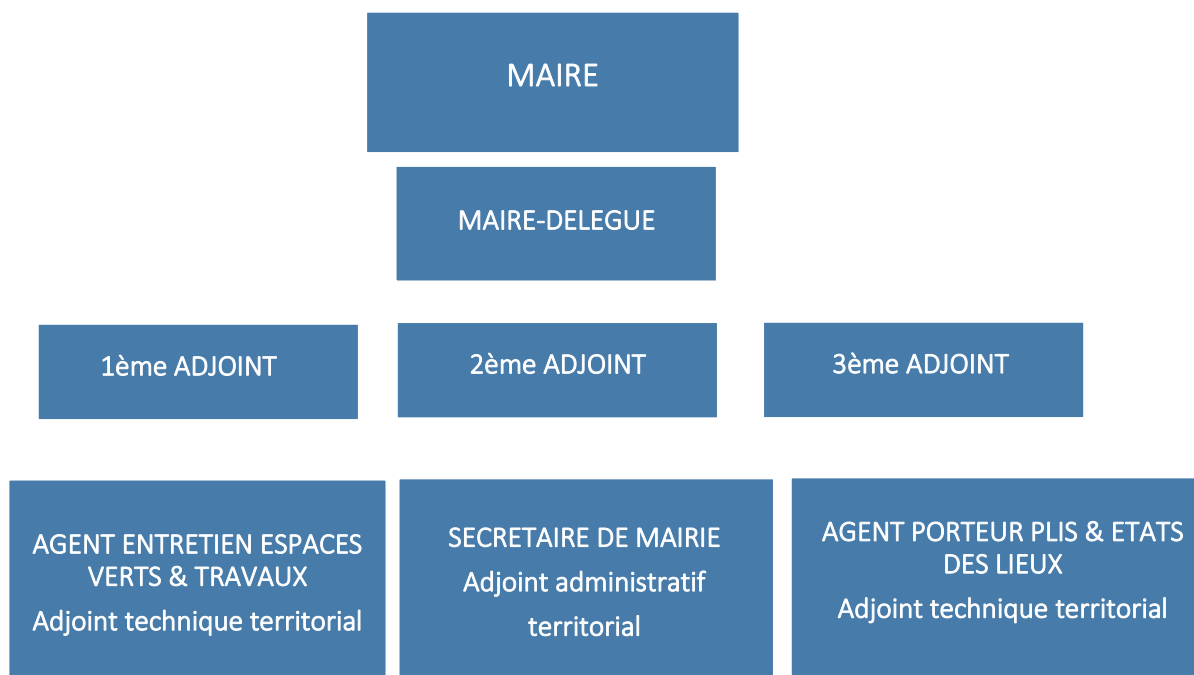 MAIRE
MAIRE-DELEGUE
1ème ADJOINT
2ème ADJOINT
3ème ADJOINT
AGENT ENTRETIEN ESPACES
VERTS & TRAVAUX
Adjoint technique territorial
SECRETAIRE DE MAIRIE
Adjoint administratif
territorial
AGENT PORTEUR PLIS & ETATS
DES LIEUX
Adjoint technique territorial